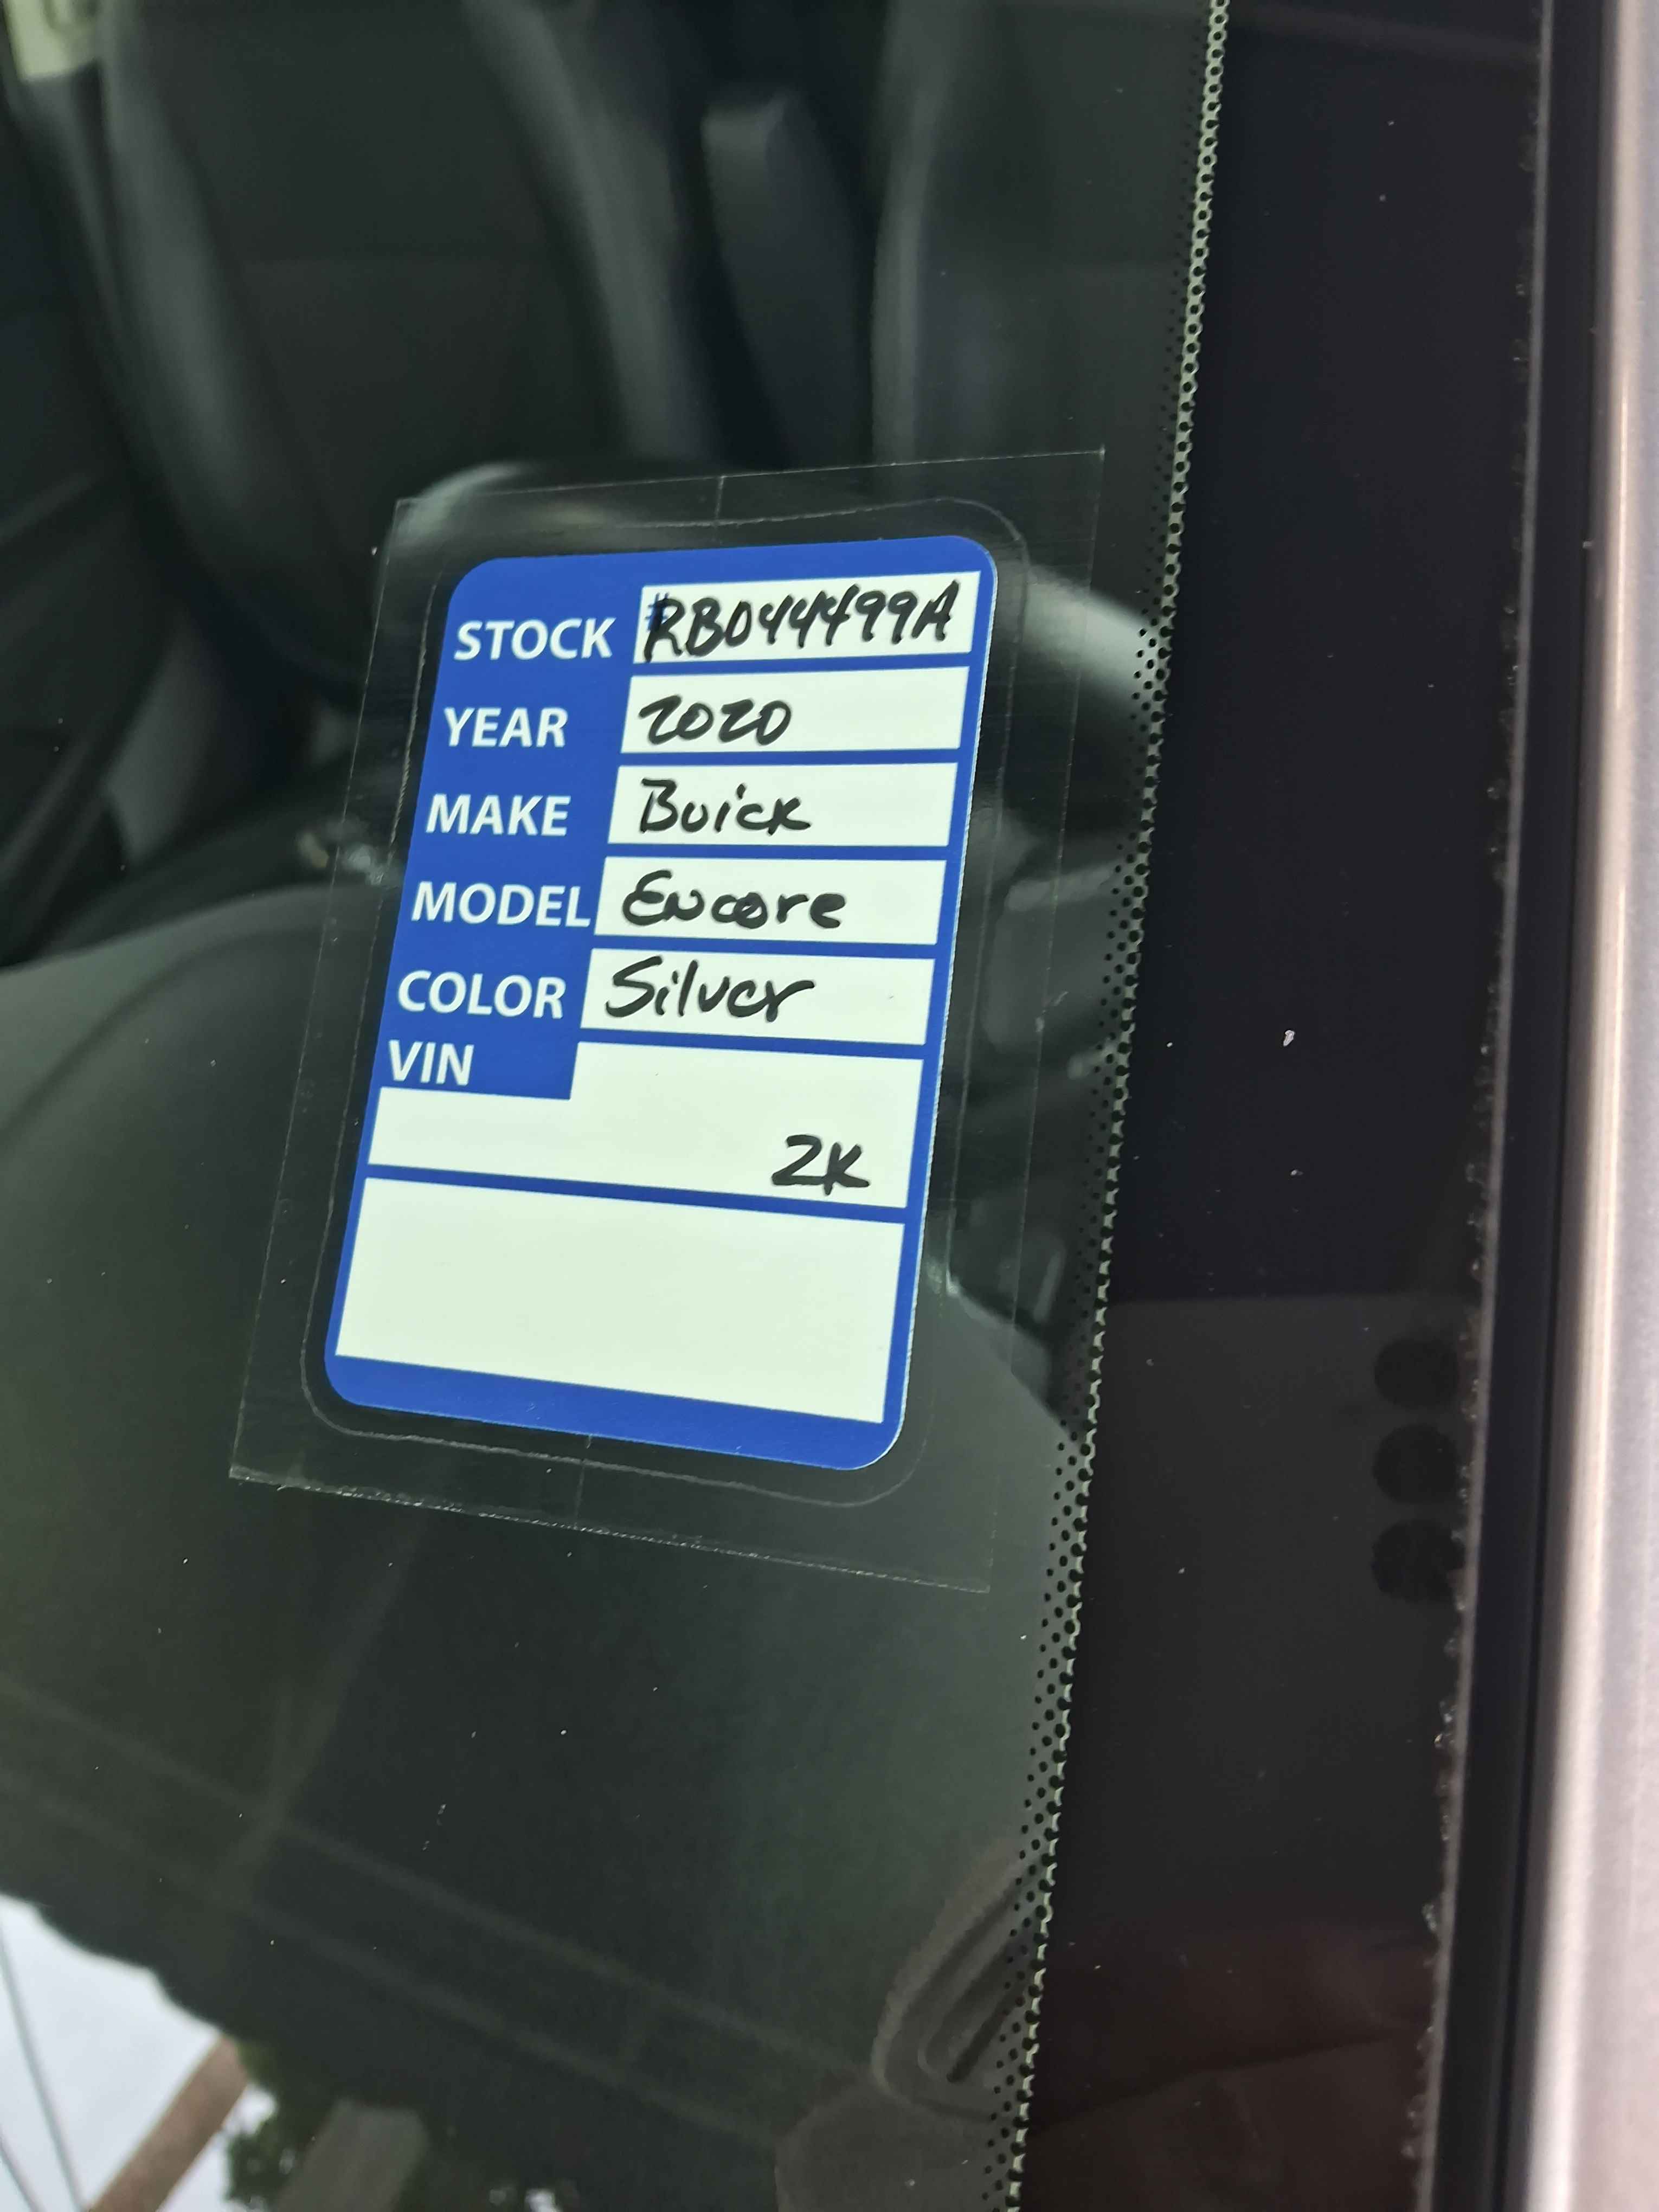 STOCK #RB044499A
YEAR 2020
MAKE Buick
MODEL Encore
COLOR Silver
VIN
2K